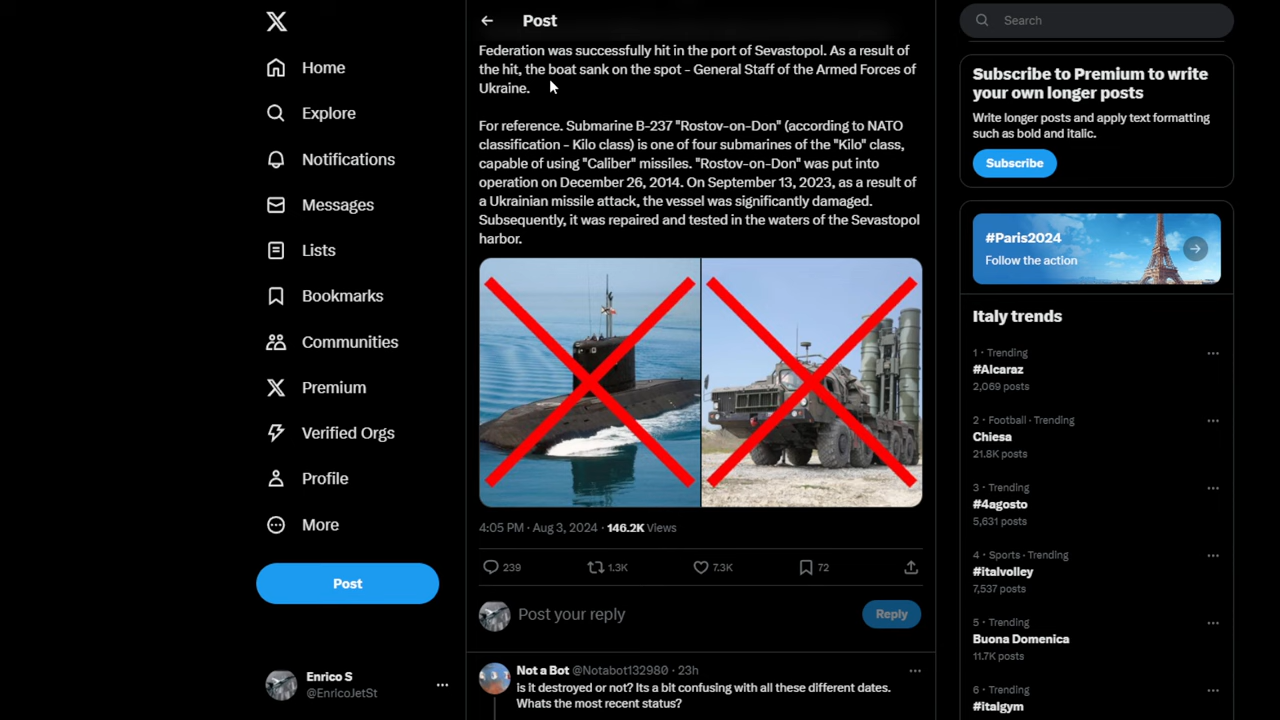 Home
Explore
Notifications
Messages
Lists
Bookmarks
Communities
Premium
Verified Orgs
Profile
More
Post
Enrico S
@EnricoJetSt
Post
Federation was successfully hit in the port of Sevastopol. As a result of
the hit, the boat sank on the spot - General Staff of the Armed Forces of
Ukraine.
For reference. Submarine B-237 "Rostov-on-Don" (according to NATO
classification - Kilo class) is one of four submarines of the "Kilo" class,
capable of using "Caliber" missiles. "Rostov-on-Don" was put into
operation on December 26, 2014. On September 13, 2023, as a result of
a Ukrainian missile attack, the vessel was significantly damaged.
Subsequently, it was repaired and tested in the waters of the Sevastopol
harbor.
4:05 PM · Aug 3, 2024 · 146.2K Views
239 1.3K 7.3K 72
Post your reply
Reply
Not a Bot @Notabot132980 · 23h
is it destroyed or not? Its a bit confusing with all these different dates.
Whats the most recent status?
Search
Subscribe to Premium to write
your own longer posts
Write longer posts and apply text formatting
such as bold and italic.
Subscribe
#Paris2024
Follow the action
Italy trends
1 · Trending
#Alcaraz
2,069 posts
2 · Football · Trending
Chiesa
21.8K posts
3 · Trending
#4agosto
5,631 posts
4 · Sports · Trending
#italvolley
7,537 posts
5 · Trending
Buona Domenica
11.7K posts
6 · Trending
#italgym